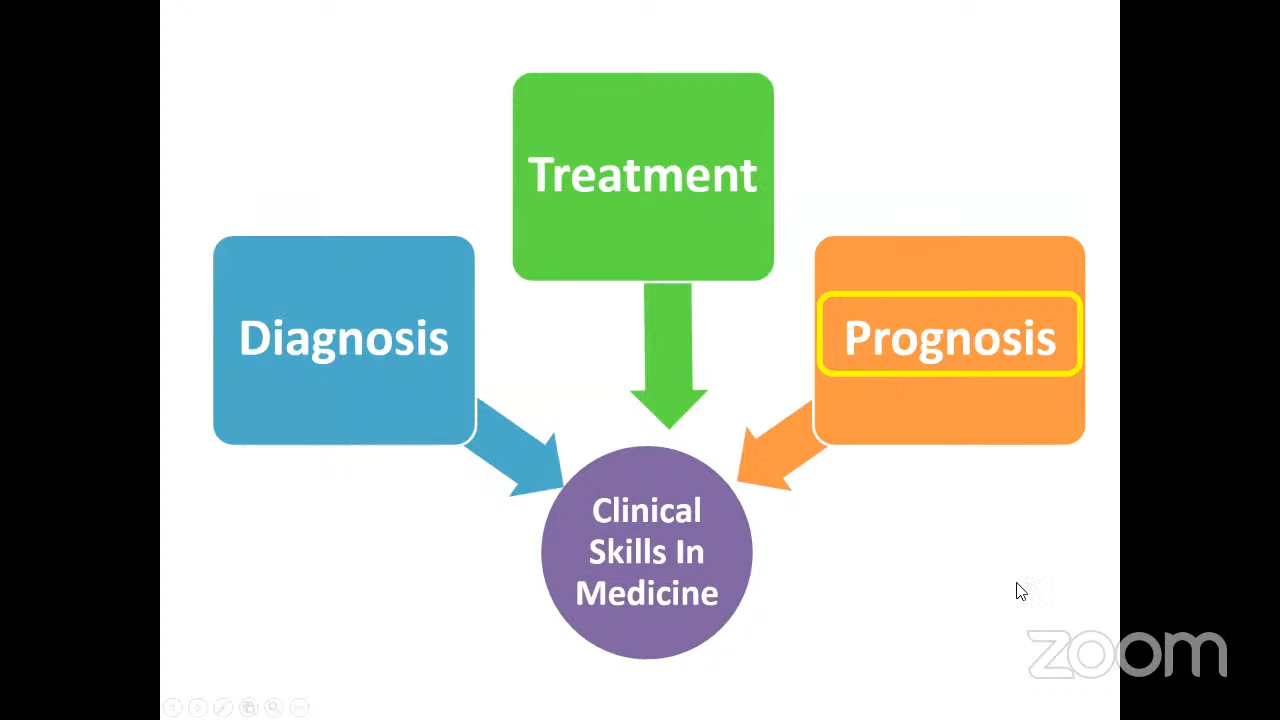 Treatment
Diagnosis
Prognosis
Clinical
Skills In
Medicine
zoom